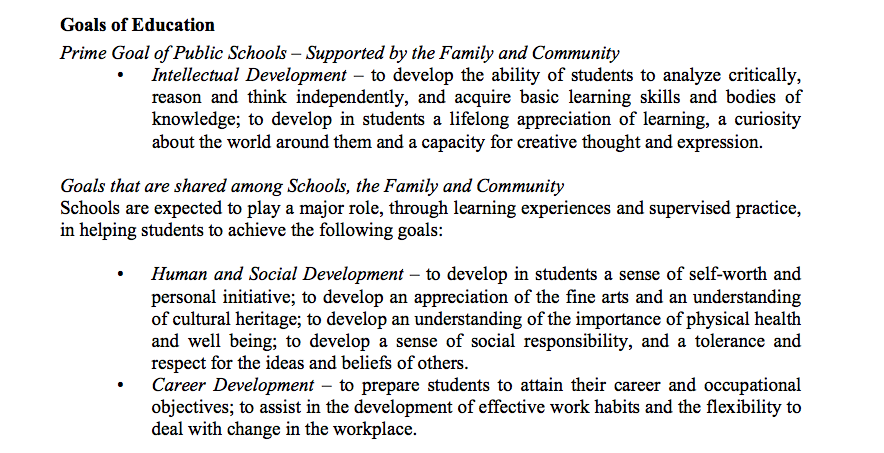 Goals of Education
Prime Goal of Public Schools – Supported by the Family and Community
• Intellectual Development – to develop the ability of students to analyze critically,
reason and think independently, and acquire basic learning skills and bodies of
knowledge; to develop in students a lifelong appreciation of learning, a curiosity
about the world around them and a capacity for creative thought and expression.
Goals that are shared among Schools, the Family and Community
Schools are expected to play a major role, through learning experiences and supervised practice,
in helping students to achieve the following goals:
• Human and Social Development – to develop in students a sense of self-worth and
personal initiative; to develop an appreciation of the fine arts and an understanding
of cultural heritage; to develop an understanding of the importance of physical health
and well being; to develop a sense of social responsibility, and a tolerance and
respect for the ideas and beliefs of others.
• Career Development – to prepare students to attain their career and occupational
objectives; to assist in the development of effective work habits and the flexibility to
deal with change in the workplace.